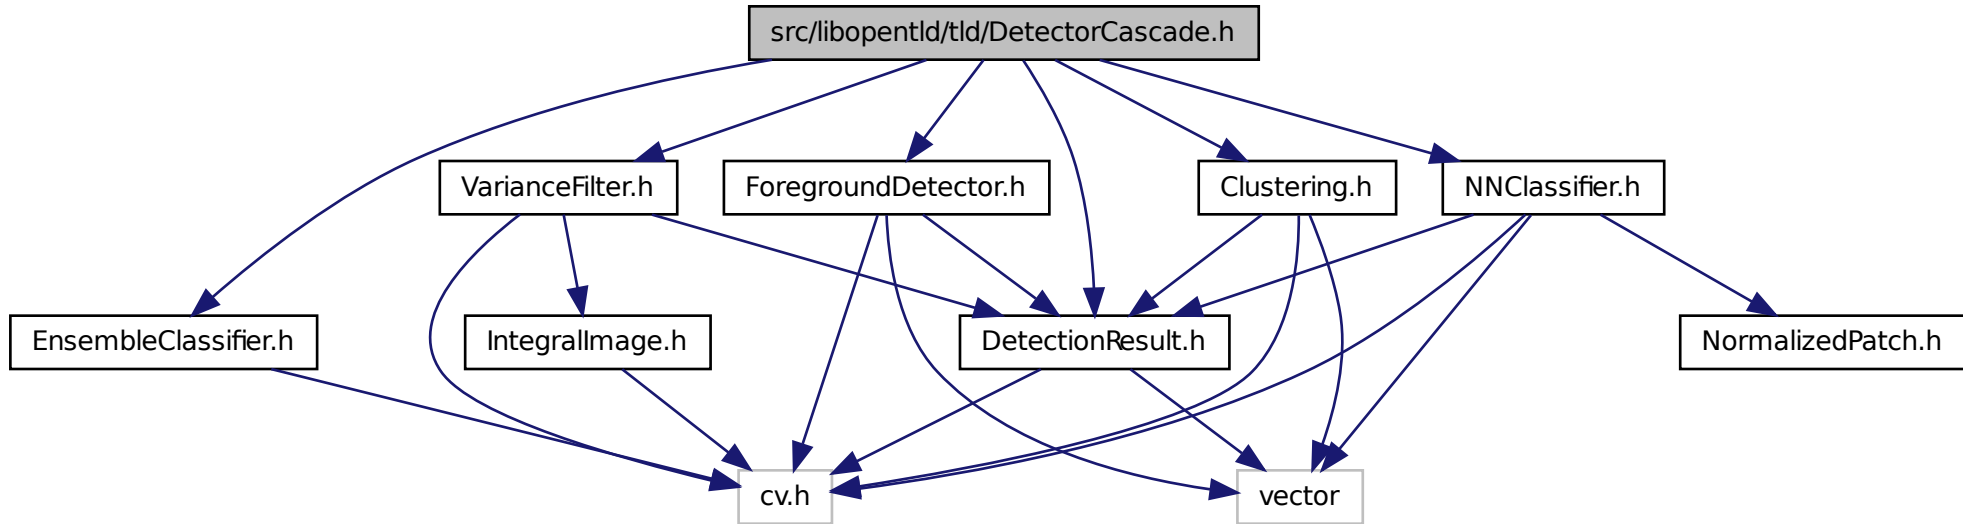 src/libopentld/tld/DetectorCascade.h
VarianceFilter.h
ForegroundDetector.h
Clustering.h
NNClassifier.h
EnsembleClassifier.h
IntegralImage.h
DetectionResult.h
NormalizedPatch.h
cv.h
vector